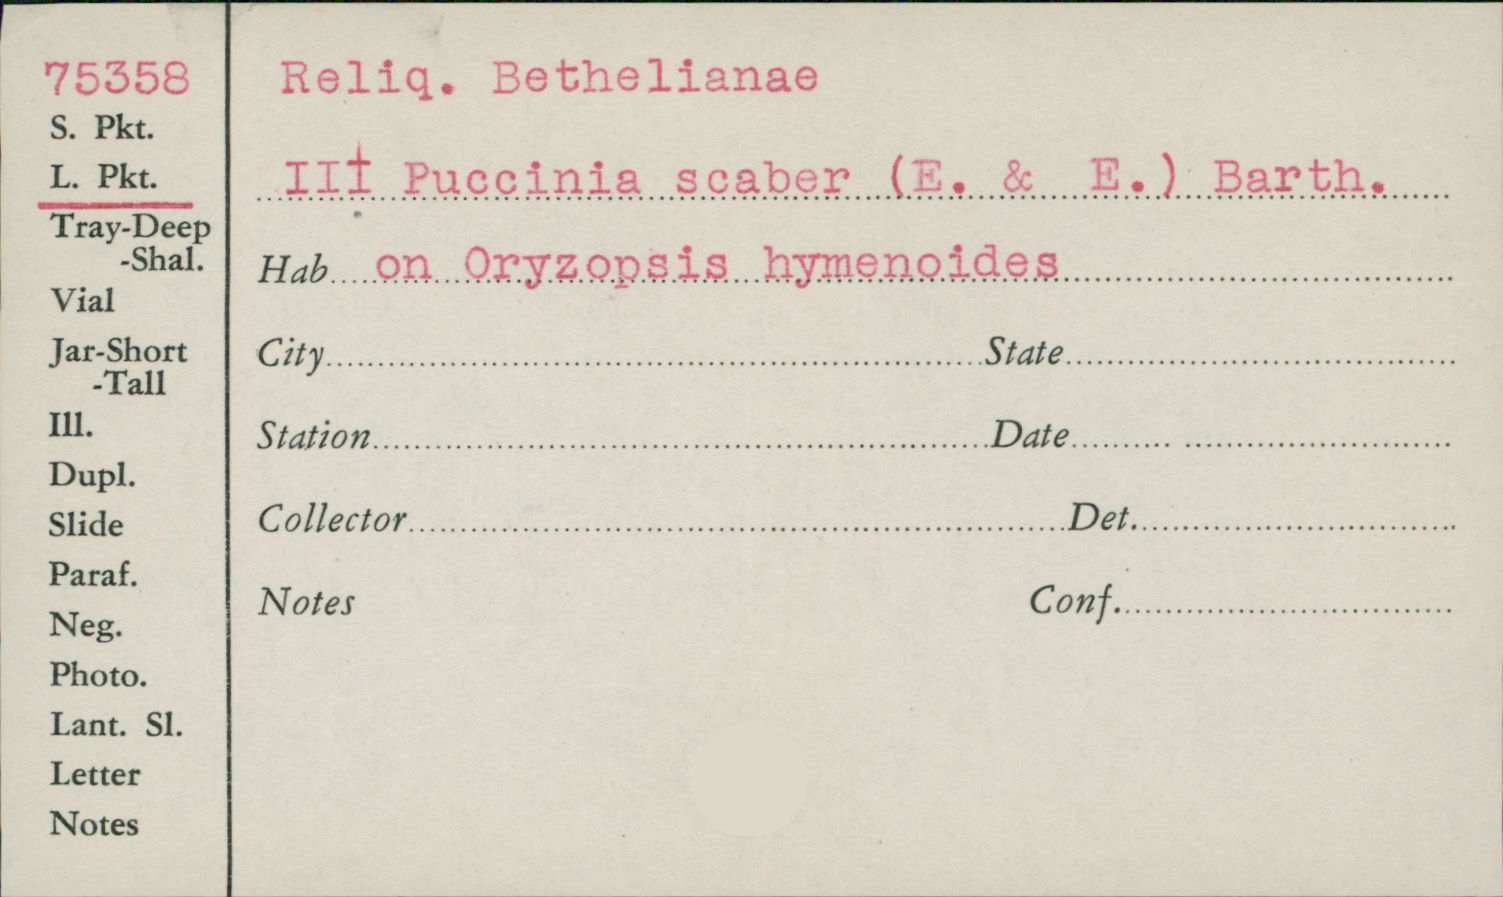 75358
Reliq. Bethelianae
S. Pkt.
L. Pkt.
III Puccinia scaber (E. & E.) Barth.
Tray-Deep
-Shal.
Hab. on Oryzopsis hymenoides
Vial
Jar-Short
-Tall
City State
Ill.
Station Date
Dupl.
Slide
Collector Det.
Paraf.
Neg.
Notes Conf.
Photo.
Lant. Sl.
Letter
Notes